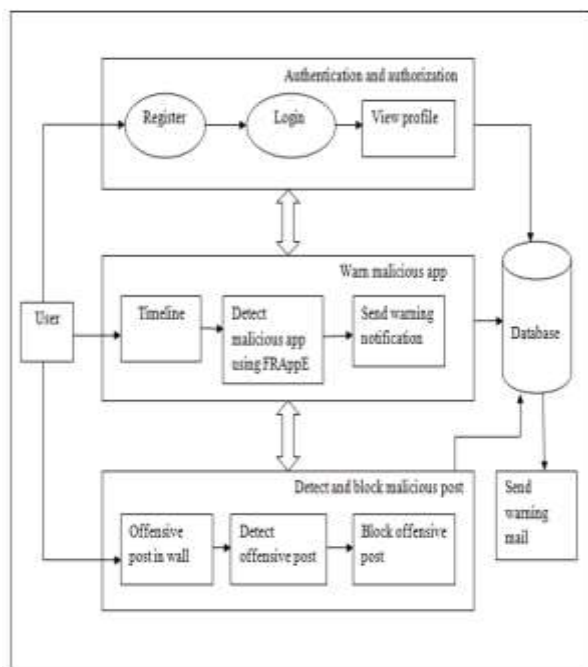 Authentication and authorization
Register
Login
View profile
Warn malicious app
User
Timeline
Detect
malicious app
using FRAppE
Send warning
notification
Database
Detect and block malicious post
Offensive
post in wall
Detect
offensive post
Block offensive
post
Send
warning
mail